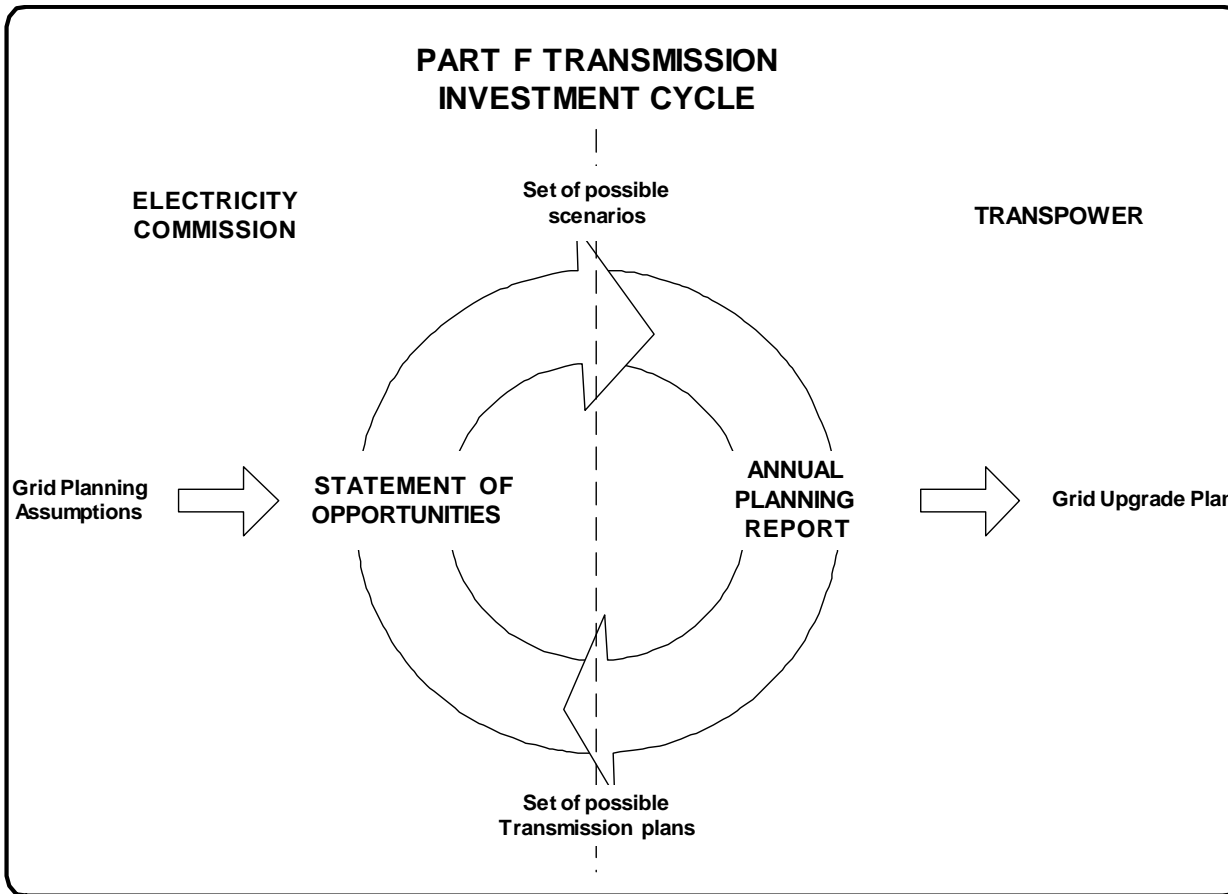 PART F TRANSMISSION
INVESTMENT CYCLE
ELECTRICITY
COMMISSION
Set of possible
scenarios
TRANSPOWER
Grid Planning
Assumptions
STATEMENT OF
OPPORTUNITIES
ANNUAL
PLANNING
REPORT
Grid Upgrade Plan
Set of possible
Transmission plans